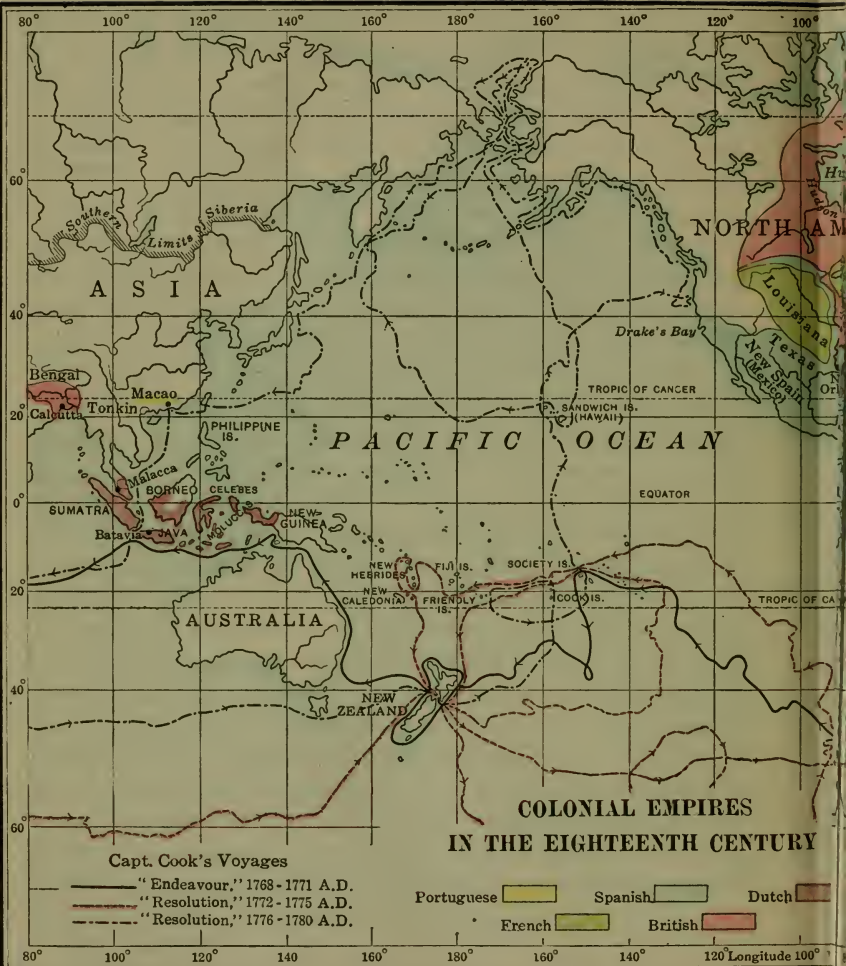 80° 100° 120° 140° 160° 180° 160° 140° 120° 100°
60°
Southern Limits of Siberia
Hudson
NORTH AM
ASIA
Louisiana
40°
Drake's Bay
Texas
New Spain
(Mexico)
Bengal
Macao
TROPIC OF CANCER
Calcutta
Tonkin
20°
SANDWICH IS.
(HAWAII)
PHILIPPINE
IS.
PACIFIC OCEAN
Malacca
BORNEO
CELEBES
EQUATOR
0°
SUMATRA
MOLUCCAS
NEW
GUINEA
Batavia
JAVA
NEW
HEBRIDES
FIJI IS.
SOCIETY IS.
20°
NEW
CALEDONIA
FRIENDLY
IS.
COOK IS.
TROPIC OF CA
AUSTRALIA
40°
NEW
ZEALAND
60°
COLONIAL EMPIRES
IN THE EIGHTEENTH CENTURY
Capt. Cook's Voyages
"Endeavour," 1768-1771 A.D.
"Resolution," 1772-1775 A.D.
"Resolution," 1776-1780 A.D.
Portuguese Spanish Dutch
French British
80° 100° 120° 140° 160° 180° 160° 140° 120° Longitude 100°